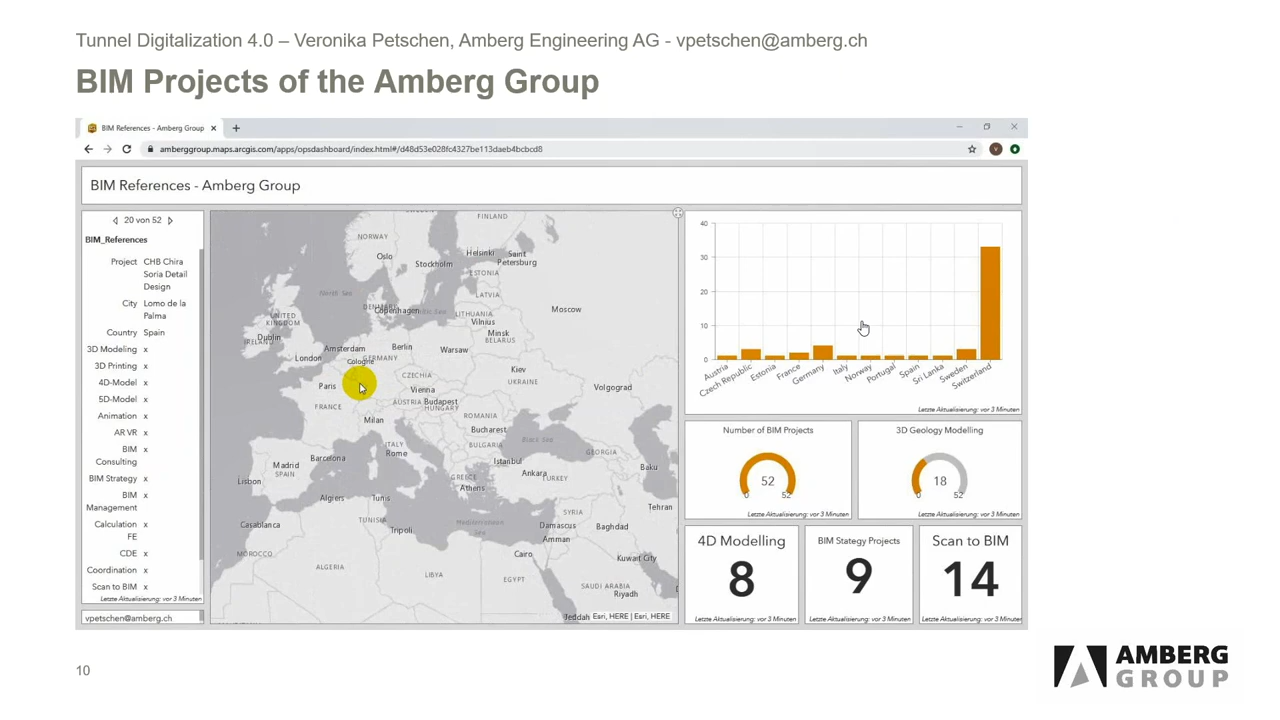 Tunnel Digitalization 4.0 – Veronika Petschen, Amberg Engineering AG - vpetschen@amberg.ch
BIM Projects of the Amberg Group
BIM References - Amberg Group
amberggroup.maps.arcgis.com/apps/opsdashboard/index.html#/d48d53e028fc4327be113daeb4bcbcd8
BIM References - Amberg Group
20 von 52
BIM_References
Project CHB Chira
Soria Detail
Design
City Lomo de la
Palma
Country Spain
3D Modeling x
3D Printing x
4D-Model x
5D-Model x
Animation x
AR VR x
BIM x
Consulting
BIM Strategy x
BIM x
Management
Calculation x
FE
CDE x
Coordination x
Scan to BIM x
Letzte Aktualisierung: vor 3 Minuten
vpetschen@amberg.ch
FINLAND
NORWAY
Oslo
Helsinki
Saint
Petersburg
Stockholm
ESTONIA
North Sea
LATVIA
DENMARK
Copenhagen
Moscow
UNITED
KINGDOM
LITHUANIA
Vilnius
Dublin
IRELAND
Minsk
BELARUS
Amsterdam
Berlin
Warsaw
London
GERMANY
Cologne
Kiev
CZECHIA
Paris
UKRAINE
Vienna
Volgograd
AUSTRIA
Budapest
HUNGARY
FRANCE
Milan
ROMANIA
Bucharest
ITALY
Rome
BULGARIA
Black Sea
GEORGIA
Barcelona
Madrid
SPAIN
Istanbul
Baku
Lisbon
GREECE
Ankara
TURKEY
Athens
Algiers
Tunis
Tehran
TUNISIA
SYRIA
Casablanca
Tripoli
Mediterranean
Sea
Damascus
Baghdad
Amman
MOROCCO
Cairo
Kuwait City
ALGERIA
LIBYA
EGYPT
SAUDI ARABIA
Riyadh
Jeddah
Esri, HERE | Esri, HERE
40
30
20
10
0
Austria
Czech Republic
Estonia
France
Germany
Italy
Norway
Portugal
Spain
Sri Lanka
Sweden
Switzerland
Letzte Aktualisierung: vor 3 Minuten
Number of BIM Projects
52
0 52
Letzte Aktualisierung: vor 3 Minuten
3D Geology Modelling
18
0 52
Letzte Aktualisierung: vor 3 Minuten
4D Modelling
8
Letzte Aktualisierung: vor 3 Minuten
BIM Stategy Projects
9
Letzte Aktualisierung: vor 3 Minuten
Scan to BIM
14
Letzte Aktualisierung: vor 3 Minuten
10
AMBERG
GROUP